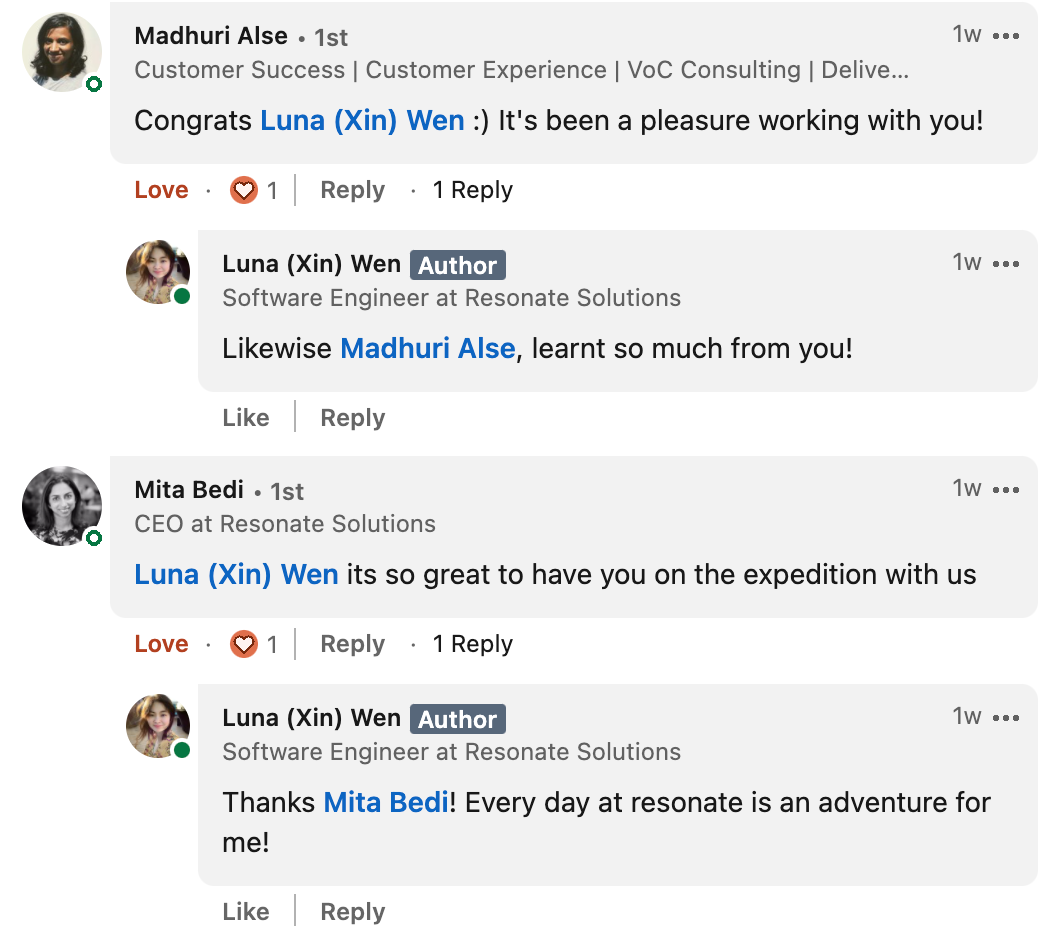 Madhuri Alse • 1st 1w
Customer Success | Customer Experience | VoC Consulting | Delive...
Congrats Luna (Xin) Wen :) It's been a pleasure working with you!
Love · 1 Reply · 1 Reply
Luna (Xin) Wen Author 1w
Software Engineer at Resonate Solutions
Likewise Madhuri Alse, learnt so much from you!
Like Reply
Mita Bedi • 1st 1w
CEO at Resonate Solutions
Luna (Xin) Wen its so great to have you on the expedition with us
Love · 1 Reply · 1 Reply
Luna (Xin) Wen Author 1w
Software Engineer at Resonate Solutions
Thanks Mita Bedi! Every day at resonate is an adventure for
me!
Like Reply